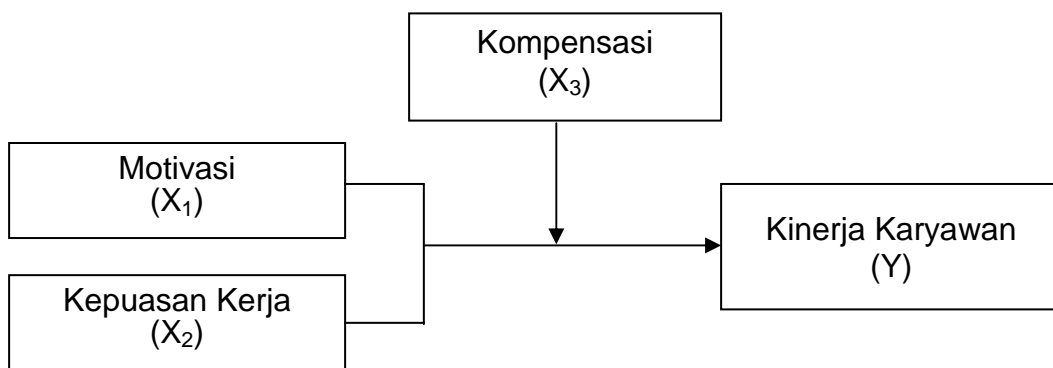 Kompensasi
(X₃)
Motivasi
(X₁)
Kinerja Karyawan
(Y)
Kepuasan Kerja
(X₂)